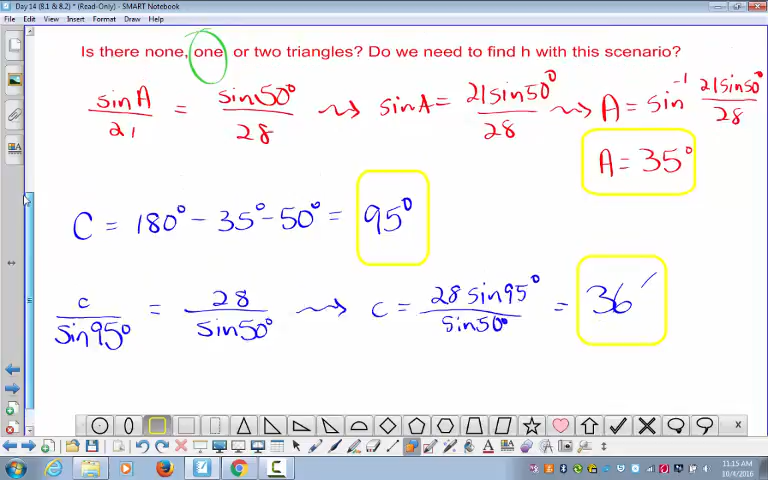 Day 14 (8.1 & 8.2) * (Read-Only) - SMART Notebook
File Edit View Insert Format Draw Help
Is there none, one or two triangles? Do we need to find h with this scenario?
sinA/21 = sin50°/28 ⇝ sinA = 21sin50°/28 ⇝ A = sin⁻¹ 21sin50°/28
A = 35°
C = 180° - 35° - 50° = 95°
c/sin95° = 28/sin50° ⇝ c = 28sin95°/sin50° = 36
11:15 AM
10/4/2016